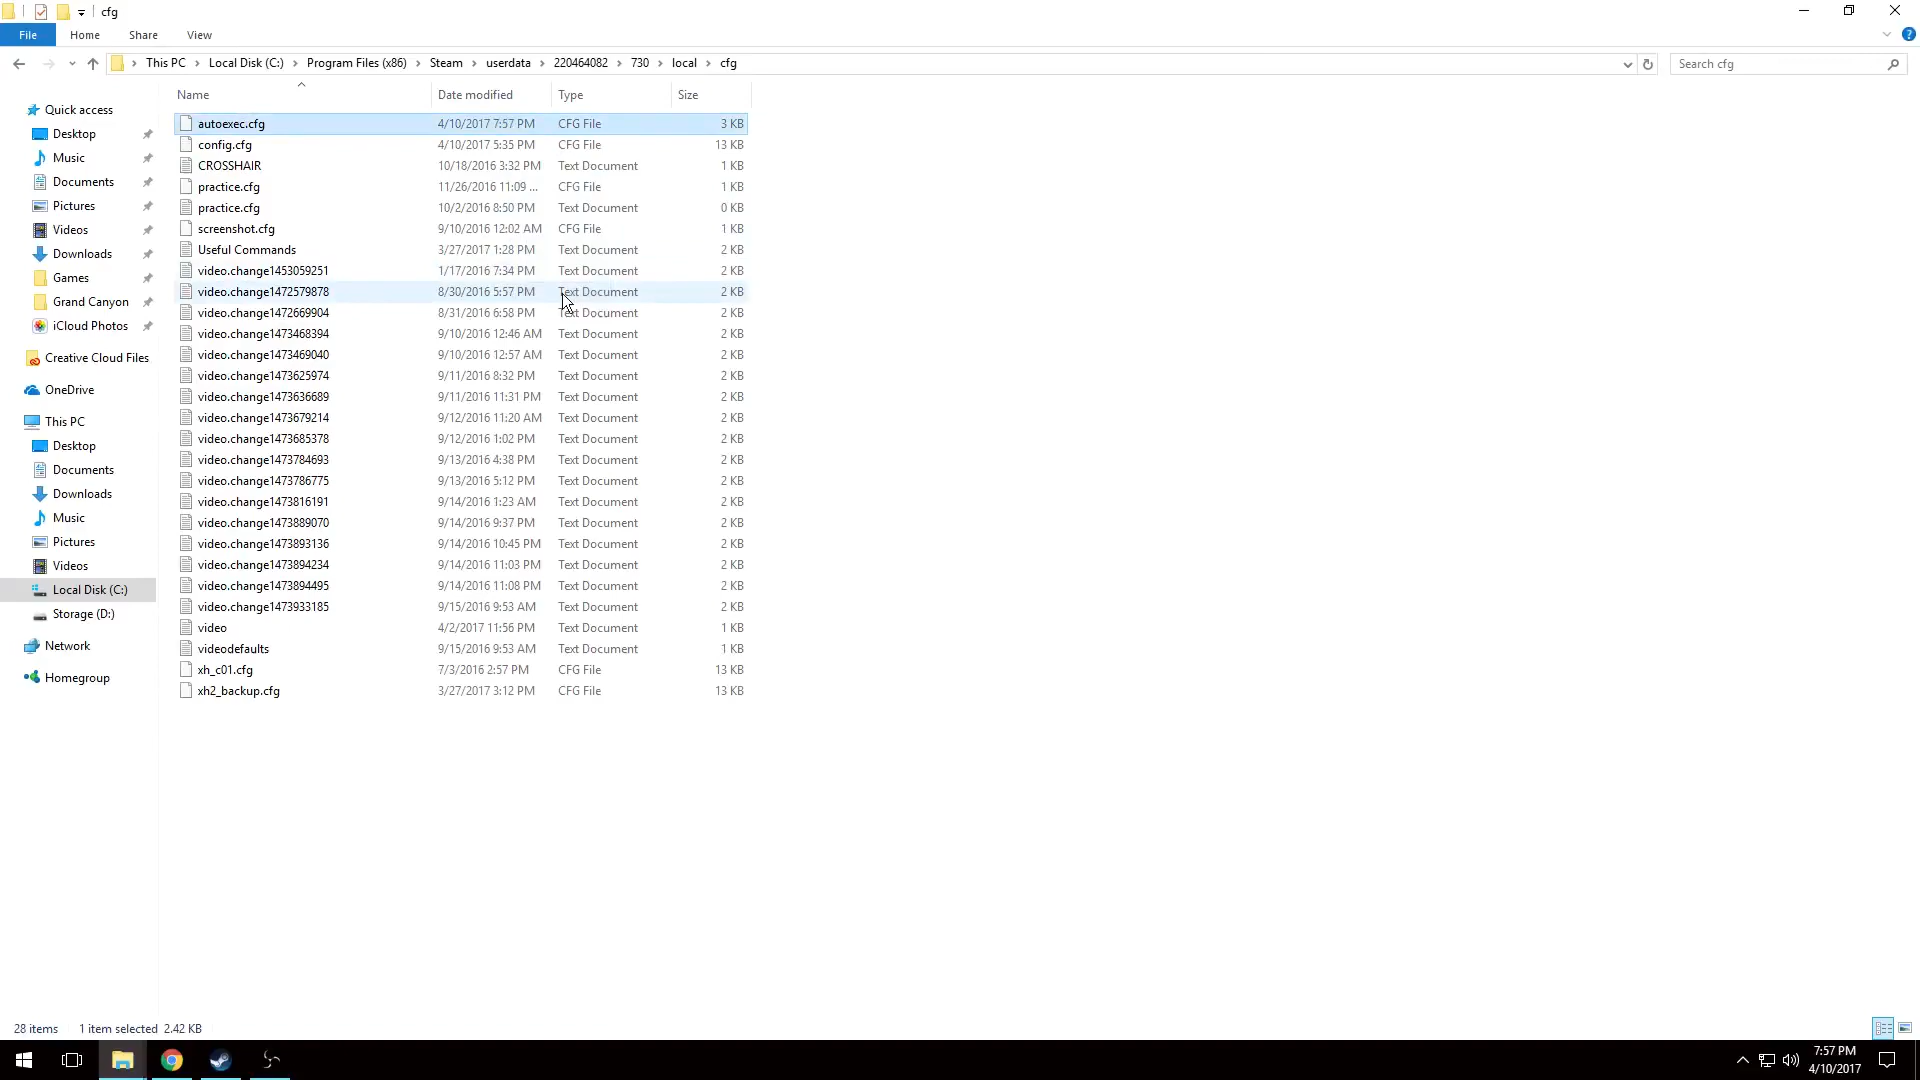 cfg
File Home Share View
This PC Local Disk (C:) Program Files (x86) Steam userdata 220464082 730 local cfg
Search cfg
Name Date modified Type Size
Quick access
Desktop
Music
Documents
Pictures
Videos
Downloads
Games
Grand Canyon
iCloud Photos
Creative Cloud Files
OneDrive
This PC
Desktop
Documents
Downloads
Music
Pictures
Videos
Local Disk (C:)
Storage (D:)
Network
Homegroup
autoexec.cfg 4/10/2017 7:57 PM CFG File 3 KB
config.cfg 4/10/2017 5:35 PM CFG File 13 KB
CROSSHAIR 10/18/2016 3:32 PM Text Document 1 KB
practice.cfg 11/26/2016 11:09 ... CFG File 1 KB
practice.cfg 10/2/2016 8:50 PM Text Document 0 KB
screenshot.cfg 9/10/2016 12:02 AM CFG File 1 KB
Useful Commands 3/27/2017 1:28 PM Text Document 2 KB
video.change1453059251 1/17/2016 7:34 PM Text Document 2 KB
video.change1472579878 8/30/2016 5:57 PM Text Document 2 KB
video.change1472669904 8/31/2016 6:58 PM Text Document 2 KB
video.change1473468394 9/10/2016 12:46 AM Text Document 2 KB
video.change1473469040 9/10/2016 12:57 AM Text Document 2 KB
video.change1473625974 9/11/2016 8:32 PM Text Document 2 KB
video.change1473636689 9/11/2016 11:31 PM Text Document 2 KB
video.change1473679214 9/12/2016 11:20 AM Text Document 2 KB
video.change1473685378 9/12/2016 1:02 PM Text Document 2 KB
video.change1473784693 9/13/2016 4:38 PM Text Document 2 KB
video.change1473786775 9/13/2016 5:12 PM Text Document 2 KB
video.change1473816191 9/14/2016 1:23 AM Text Document 2 KB
video.change1473889070 9/14/2016 9:37 PM Text Document 2 KB
video.change1473893136 9/14/2016 10:45 PM Text Document 2 KB
video.change1473894234 9/14/2016 11:03 PM Text Document 2 KB
video.change1473894495 9/14/2016 11:08 PM Text Document 2 KB
video.change1473933185 9/15/2016 9:53 AM Text Document 2 KB
video 4/2/2017 11:56 PM Text Document 1 KB
videodefaults 9/15/2016 9:53 AM Text Document 1 KB
xh_c01.cfg 7/3/2016 2:57 PM CFG File 13 KB
xh2_backup.cfg 3/27/2017 3:12 PM CFG File 13 KB
28 items 1 item selected 2.42 KB
7:57 PM
4/10/2017